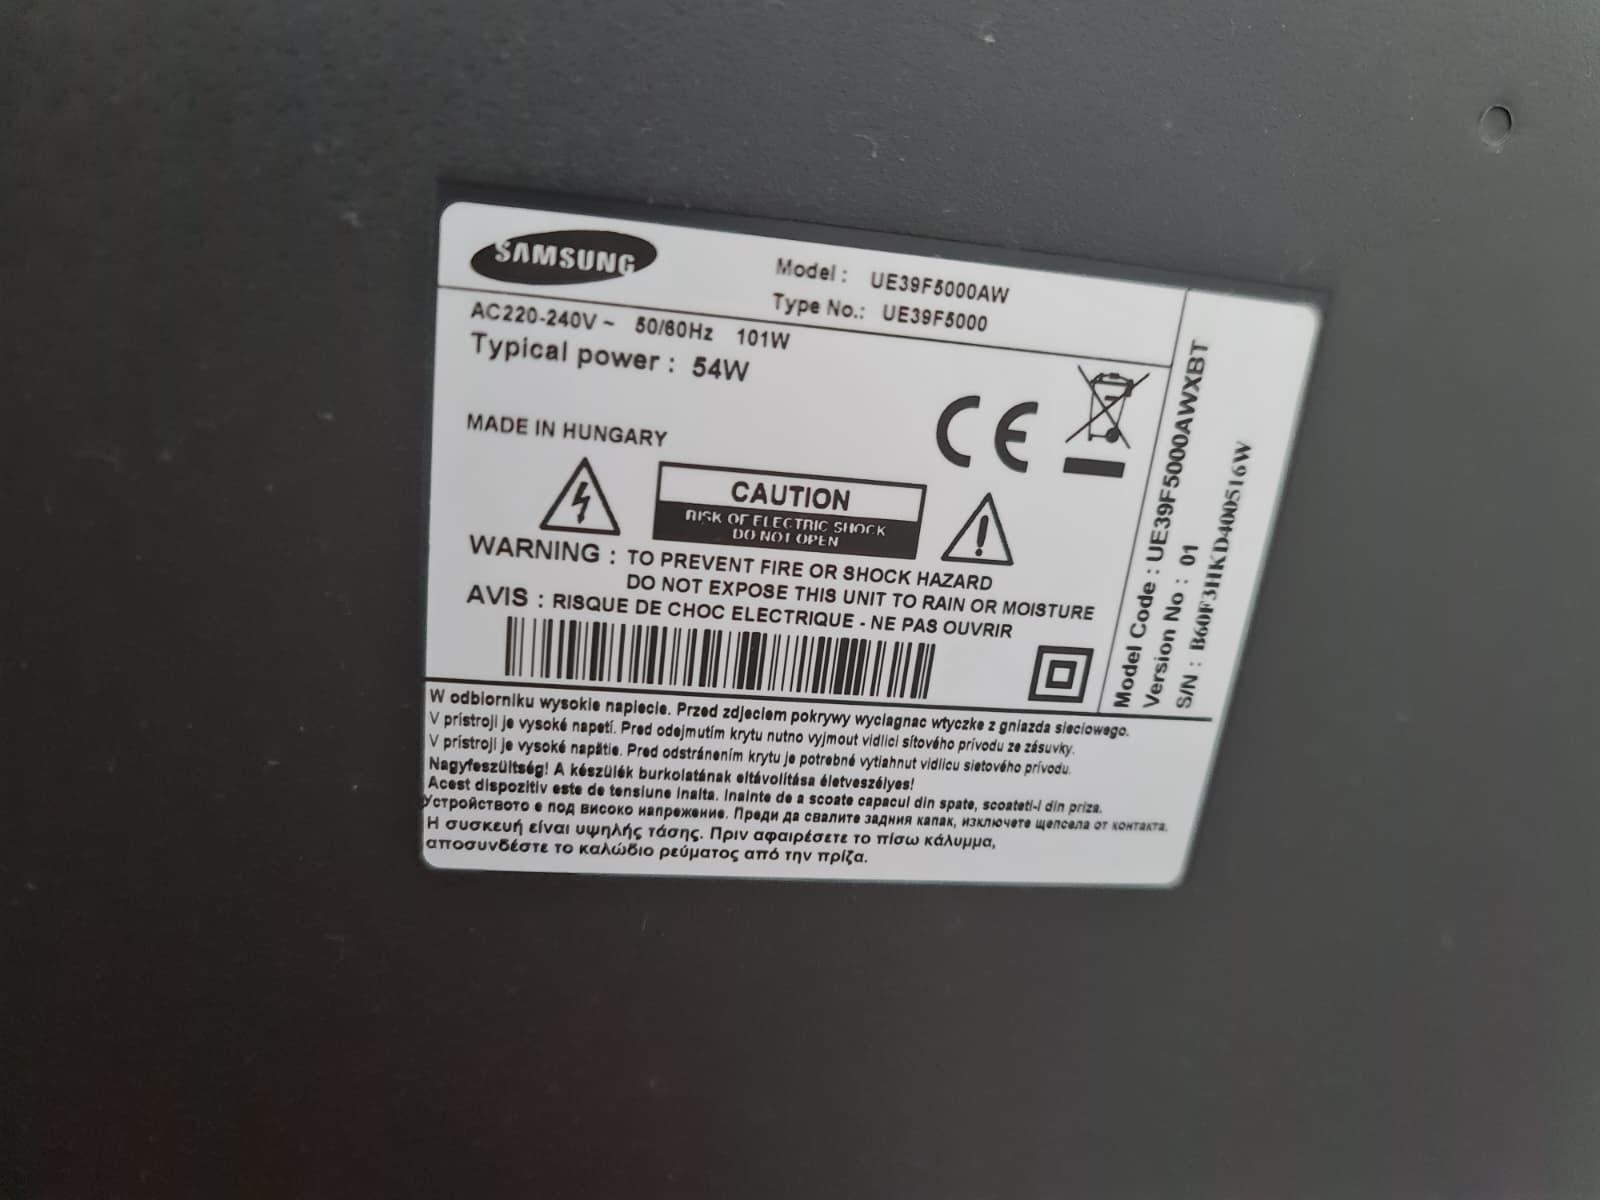 SAMSUNG
Model : UE39F5000AW
Type No.: UE39F5000
AC220-240V ~ 50/60Hz 101W
Typical power : 54W
MADE IN HUNGARY
CE
CAUTION
RISK OF ELECTRIC SHOCK
DO NOT OPEN
WARNING : TO PREVENT FIRE OR SHOCK HAZARD
DO NOT EXPOSE THIS UNIT TO RAIN OR MOISTURE
AVIS : RISQUE DE CHOC ELECTRIQUE - NE PAS OUVRIR
Model Code : UE39F5000AWXBT
Version No : 01
S/N : B60F3HKD400516W
W odbiorniku wysokie napiecie. Przed zdjeciem pokrywy wyciagnac wtyczke z gniazda sieciowego.
V prístroji je vysoké napetí. Pred odejmutím krytu nutno vyjmout vidlici sítového prívodu ze zásuvky.
V prístroji je vysoké napätie. Pred odstránením krytu je potrebné vytiahnut vidlicu sietového prívodu.
Nagyfeszültség! A készülék burkolatának eltávolítása életveszélyes!
Acest dispozitiv este de tensiune inalta. Inainte de a scoate capacul din spate, scoateti-l din priza.
Устройството е под високо напрежение. Преди да свалите задния капак, изключете щепсела от контакта.
Η συσκευή είναι υψηλής τάσης. Πριν αφαιρέσετε το πίσω κάλυμμα,
αποσυνδέστε το καλώδιο ρεύματος από την πρίζα.